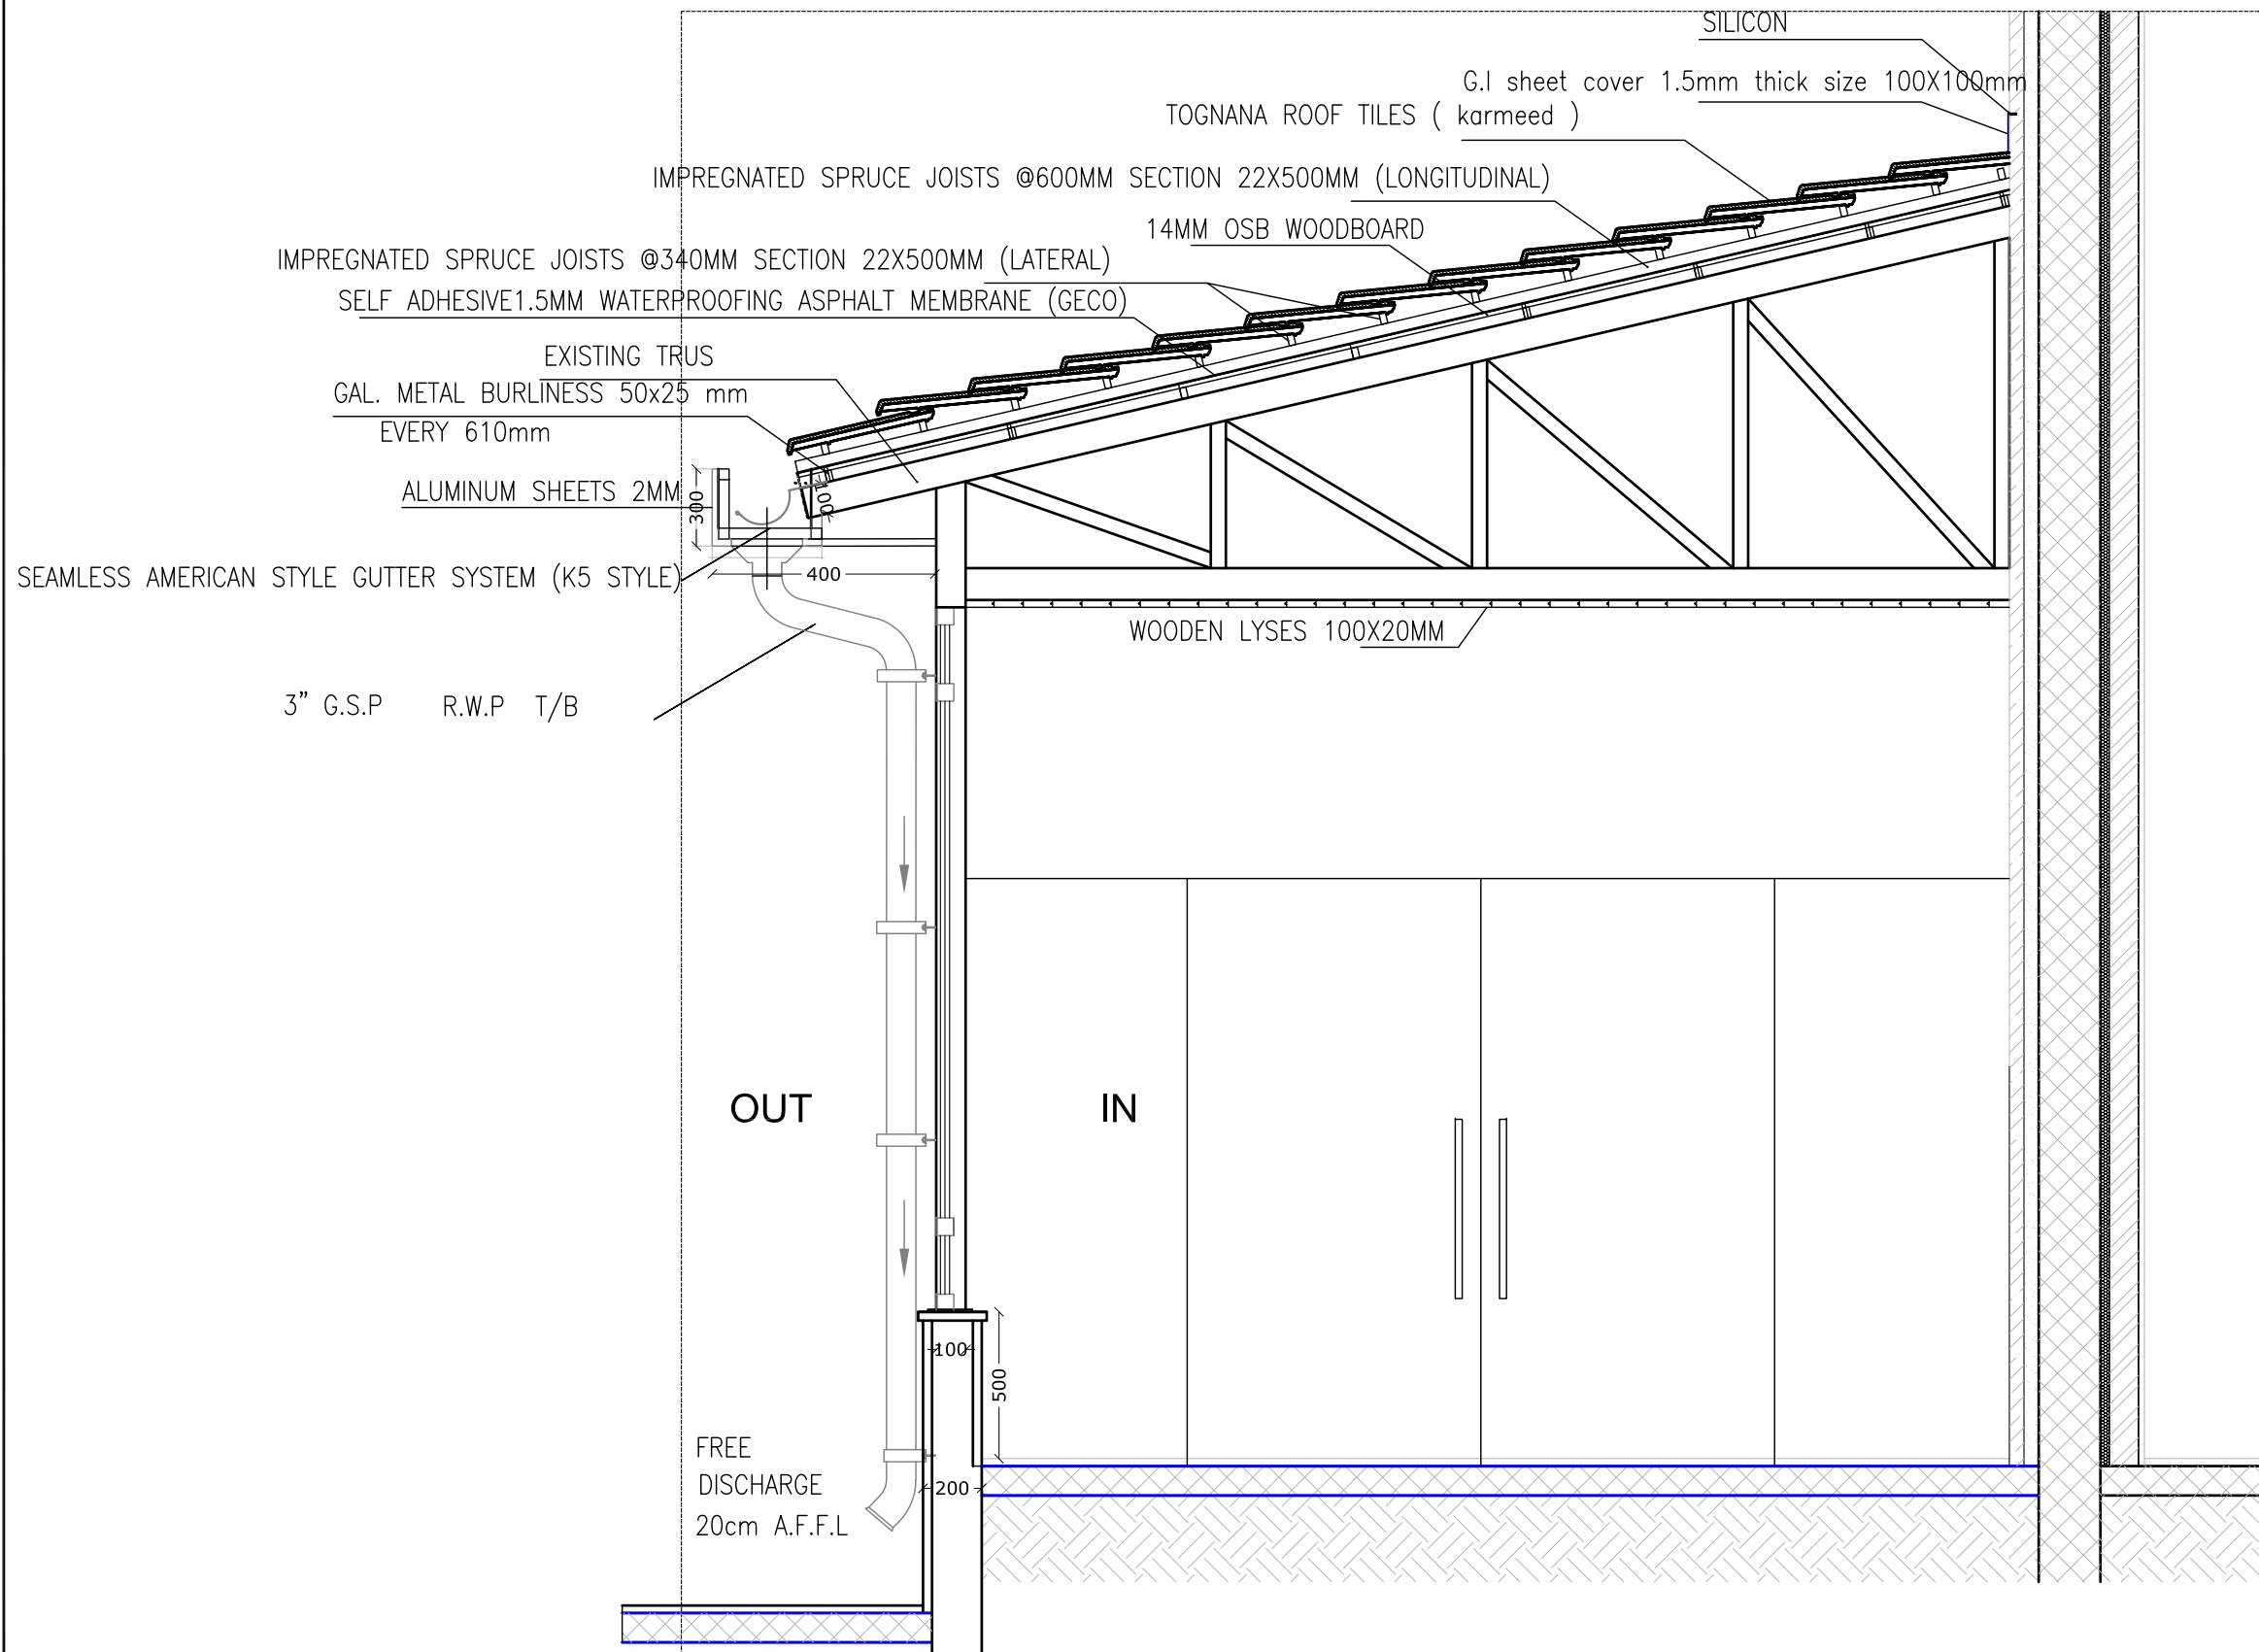 SILICON
G.I sheet cover 1.5mm thick size 100X100mm
TOGNANA ROOF TILES ( karmeed )
IMPREGNATED SPRUCE JOISTS @600MM SECTION 22X500MM (LONGITUDINAL)
14MM OSB WOODBOARD
IMPREGNATED SPRUCE JOISTS @340MM SECTION 22X500MM (LATERAL)
SELF ADHESIVE1.5MM WATERPROOFING ASPHALT MEMBRANE (GECO)
EXISTING TRUS
GAL. METAL BURLINESS 50x25 mm
EVERY 610mm
ALUMINUM SHEETS 2MM
300
100
SEAMLESS AMERICAN STYLE GUTTER SYSTEM (K5 STYLE)
400
WOODEN LYSES 100X20MM
3" G.S.P R.W.P T/B
OUT
IN
100
500
FREE
DISCHARGE
20cm A.F.F.L
200